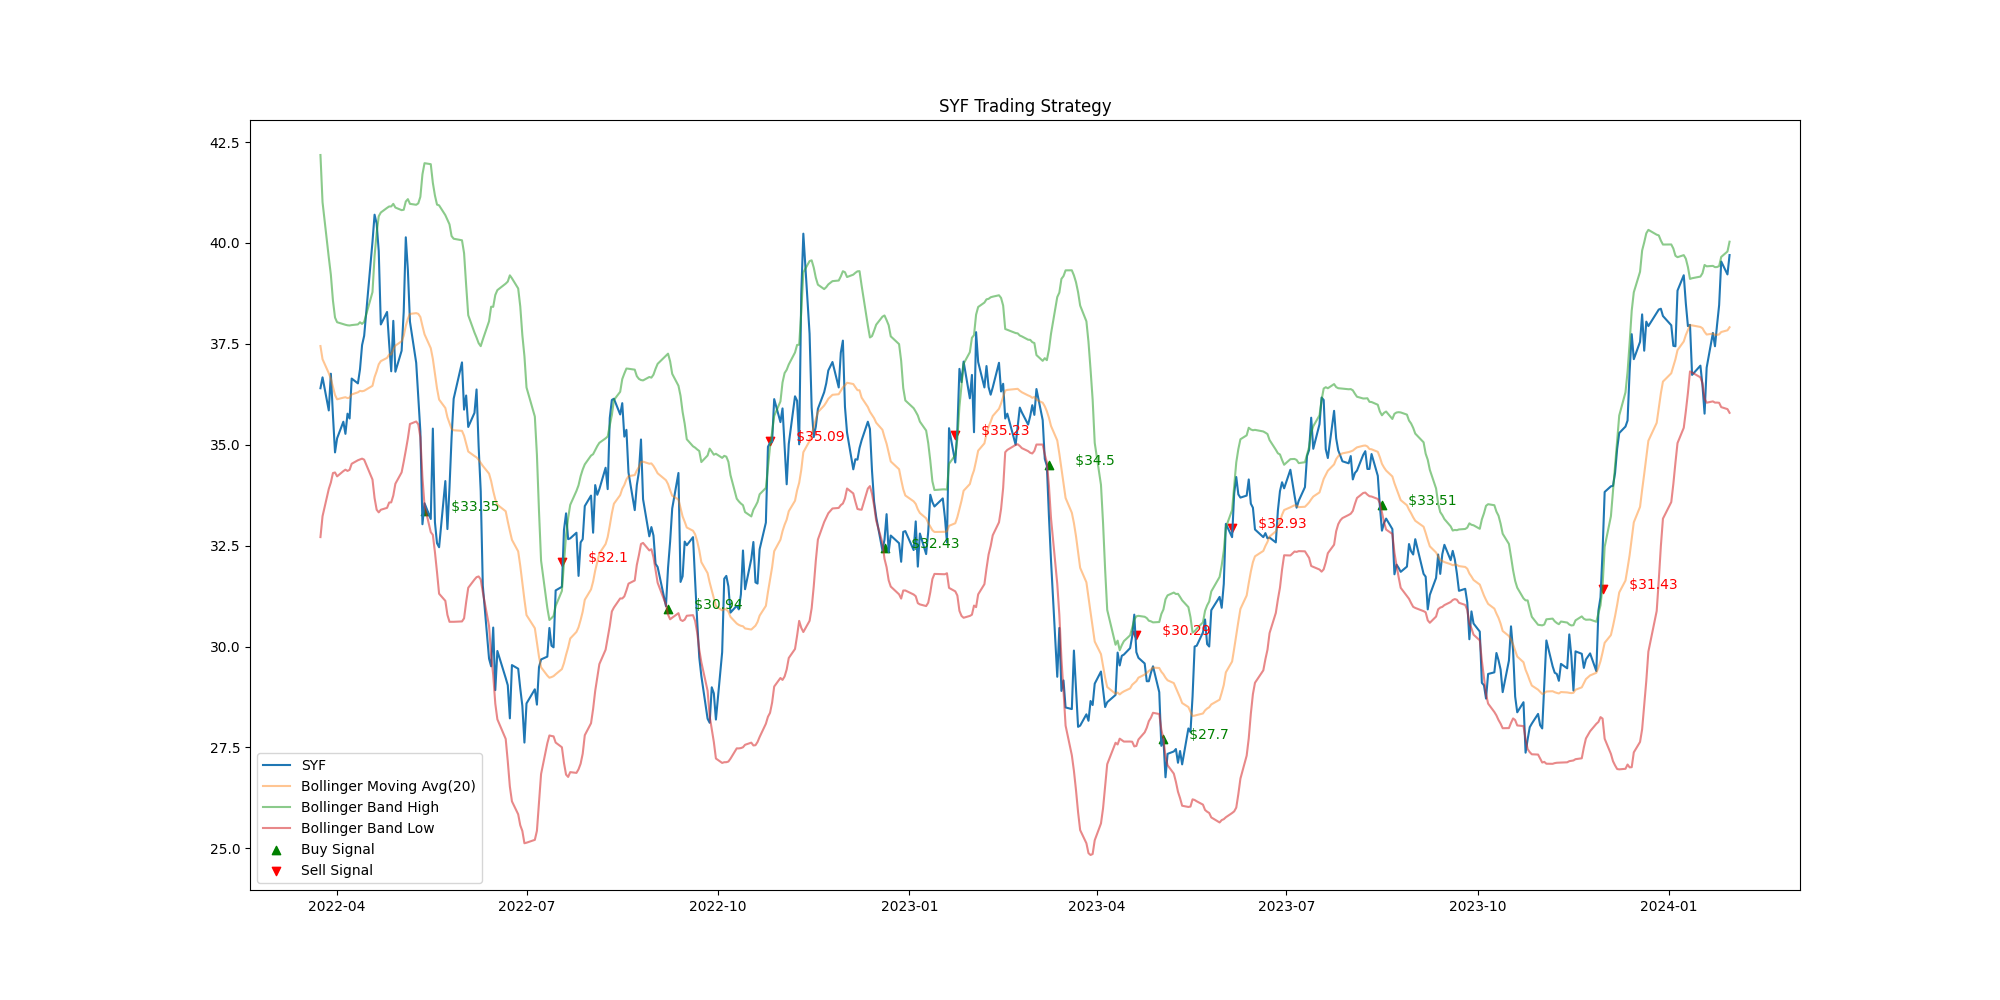 SYF Trading Strategy
42.5
40.0
37.5
35.0
32.5
30.0
27.5
25.0
$33.35
$32.1
$30.94
$35.09
$32.43
$35.23
$34.5
$30.29
$27.7
$32.93
$33.51
$31.43
SYF
Bollinger Moving Avg(20)
Bollinger Band High
Bollinger Band Low
Buy Signal
Sell Signal
2022-04 2022-07 2022-10 2023-01 2023-04 2023-07 2023-10 2024-01